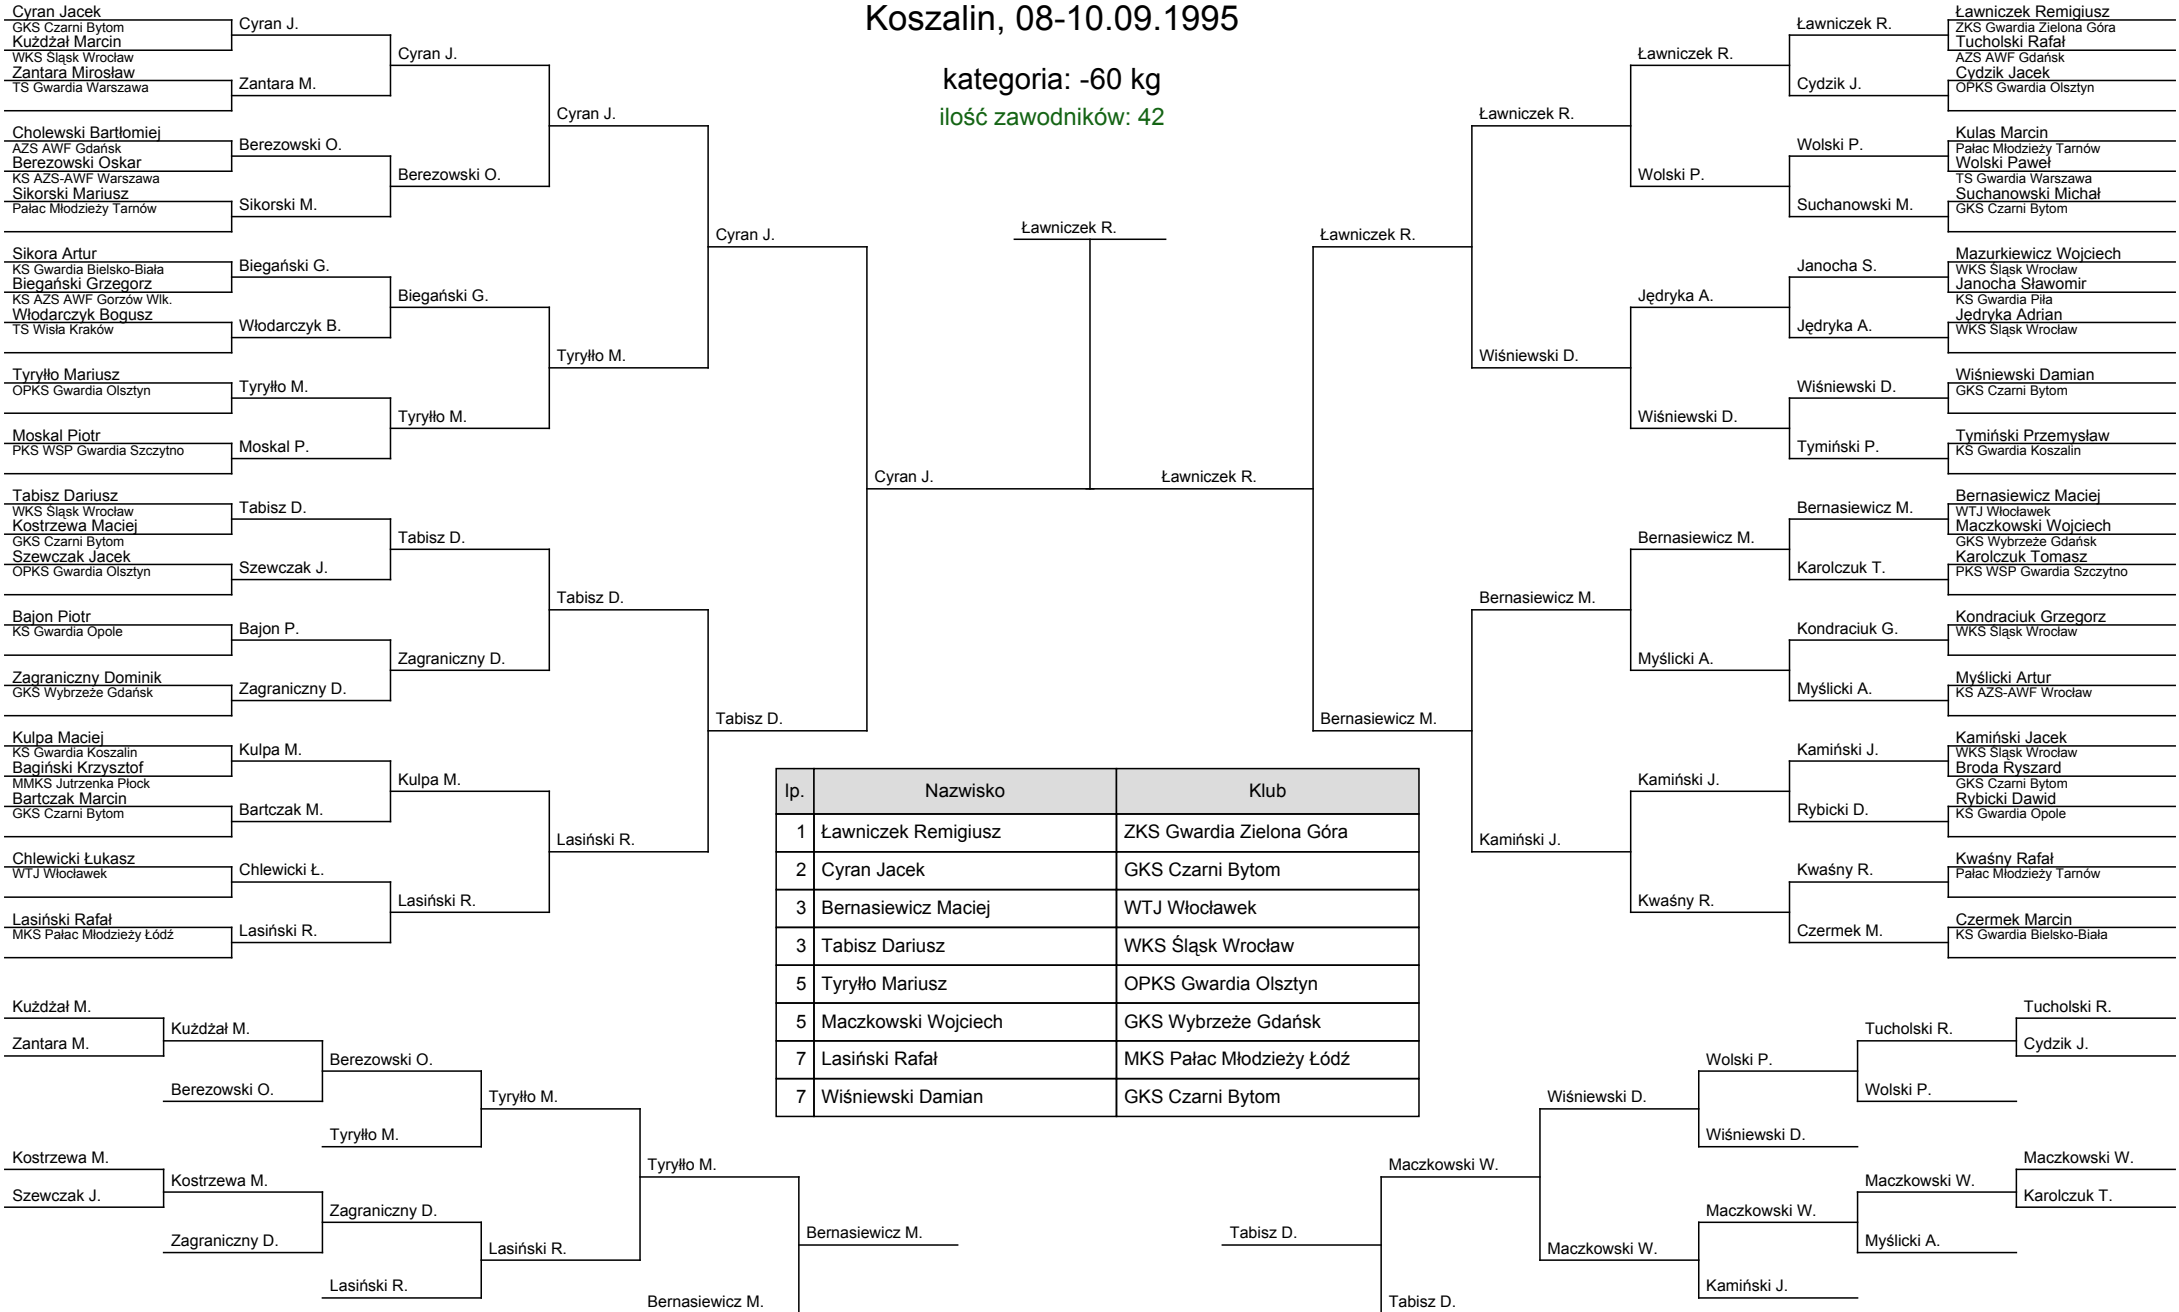 Koszalin, 08-10.09.1995
kategoria: -60 kg
ilość zawodników: 42
Cyran Jacek
GKS Czarni Bytom
Kużdżał Marcin
WKS Śląsk Wrocław
Zantara Mirosław
TS Gwardia Warszawa
Cholewski Bartłomiej
AZS AWF Gdańsk
Berezowski Oskar
KS AZS-AWF Warszawa
Sikorski Mariusz
Pałac Młodzieży Tarnów
Sikora Artur
KS Gwardia Bielsko-Biała
Biegański Grzegorz
KS AZS AWF Gorzów Wlk.
Włodarczyk Bogusz
TS Wisła Kraków
Tyryłło Mariusz
OPKS Gwardia Olsztyn
Moskal Piotr
PKS WSP Gwardia Szczytno
Tabisz Dariusz
WKS Śląsk Wrocław
Kostrzewa Maciej
GKS Czarni Bytom
Szewczak Jacek
OPKS Gwardia Olsztyn
Bajon Piotr
KS Gwardia Opole
Zagraniczny Dominik
GKS Wybrzeże Gdańsk
Kulpa Maciej
KS Gwardia Koszalin
Bagiński Krzysztof
MMKS Jutrzenka Płock
Bartczak Marcin
GKS Czarni Bytom
Chlewicki Łukasz
WTJ Włocławek
Lasiński Rafał
MKS Pałac Młodzieży Łódź
Cyran J.
Zantara M.
Berezowski O.
Sikorski M.
Biegański G.
Włodarczyk B.
Tyryłło M.
Moskal P.
Tabisz D.
Szewczak J.
Bajon P.
Zagraniczny D.
Kulpa M.
Bartczak M.
Chlewicki Ł.
Lasiński R.
Cyran J.
Berezowski O.
Biegański G.
Tyryłło M.
Tabisz D.
Zagraniczny D.
Kulpa M.
Lasiński R.
Cyran J.
Tyryłło M.
Tabisz D.
Lasiński R.
Cyran J.
Tabisz D.
Cyran J.
Ławniczek R.
Ławniczek R.
Ławniczek R.
Bernasiewicz M.
Ławniczek R.
Wiśniewski D.
Bernasiewicz M.
Kamiński J.
Ławniczek R.
Wolski P.
Jędryka A.
Wiśniewski D.
Bernasiewicz M.
Myślicki A.
Kamiński J.
Kwaśny R.
Ławniczek R.
Cydzik J.
Wolski P.
Suchanowski M.
Janocha S.
Jędryka A.
Wiśniewski D.
Tymiński P.
Bernasiewicz M.
Karolczuk T.
Kondraciuk G.
Myślicki A.
Kamiński J.
Rybicki D.
Kwaśny R.
Czermek M.
Ławniczek Remigiusz
ZKS Gwardia Zielona Góra
Tucholski Rafał
AZS AWF Gdańsk
Cydzik Jacek
OPKS Gwardia Olsztyn
Kulas Marcin
Pałac Młodzieży Tarnów
Wolski Paweł
TS Gwardia Warszawa
Suchanowski Michał
GKS Czarni Bytom
Mazurkiewicz Wojciech
WKS Śląsk Wrocław
Janocha Sławomir
KS Gwardia Piła
Jędryka Adrian
WKS Śląsk Wrocław
Wiśniewski Damian
GKS Czarni Bytom
Tymiński Przemysław
KS Gwardia Koszalin
Bernasiewicz Maciej
WTJ Włocławek
Maczkowski Wojciech
GKS Wybrzeże Gdańsk
Karolczuk Tomasz
PKS WSP Gwardia Szczytno
Kondraciuk Grzegorz
WKS Śląsk Wrocław
Myślicki Artur
KS AZS-AWF Wrocław
Kamiński Jacek
WKS Śląsk Wrocław
Broda Ryszard
GKS Czarni Bytom
Rybicki Dawid
KS Gwardia Opole
Kwaśny Rafał
Pałac Młodzieży Tarnów
Czermek Marcin
KS Gwardia Bielsko-Biała
lp. Nazwisko Klub
1 Ławniczek Remigiusz ZKS Gwardia Zielona Góra
2 Cyran Jacek GKS Czarni Bytom
3 Bernasiewicz Maciej WTJ Włocławek
3 Tabisz Dariusz WKS Śląsk Wrocław
5 Tyryłło Mariusz OPKS Gwardia Olsztyn
5 Maczkowski Wojciech GKS Wybrzeże Gdańsk
7 Lasiński Rafał MKS Pałac Młodzieży Łódź
7 Wiśniewski Damian GKS Czarni Bytom
Kużdżał M.
Zantara M.
Kostrzewa M.
Szewczak J.
Kużdżał M.
Berezowski O.
Kostrzewa M.
Zagraniczny D.
Berezowski O.
Tyryłło M.
Zagraniczny D.
Lasiński R.
Tyryłło M.
Lasiński R.
Tyryłło M.
Bernasiewicz M.
Bernasiewicz M.
Tabisz D.
Maczkowski W.
Tabisz D.
Wiśniewski D.
Maczkowski W.
Wolski P.
Wiśniewski D.
Maczkowski W.
Kamiński J.
Tucholski R.
Wolski P.
Maczkowski W.
Myślicki A.
Tucholski R.
Cydzik J.
Maczkowski W.
Karolczuk T.